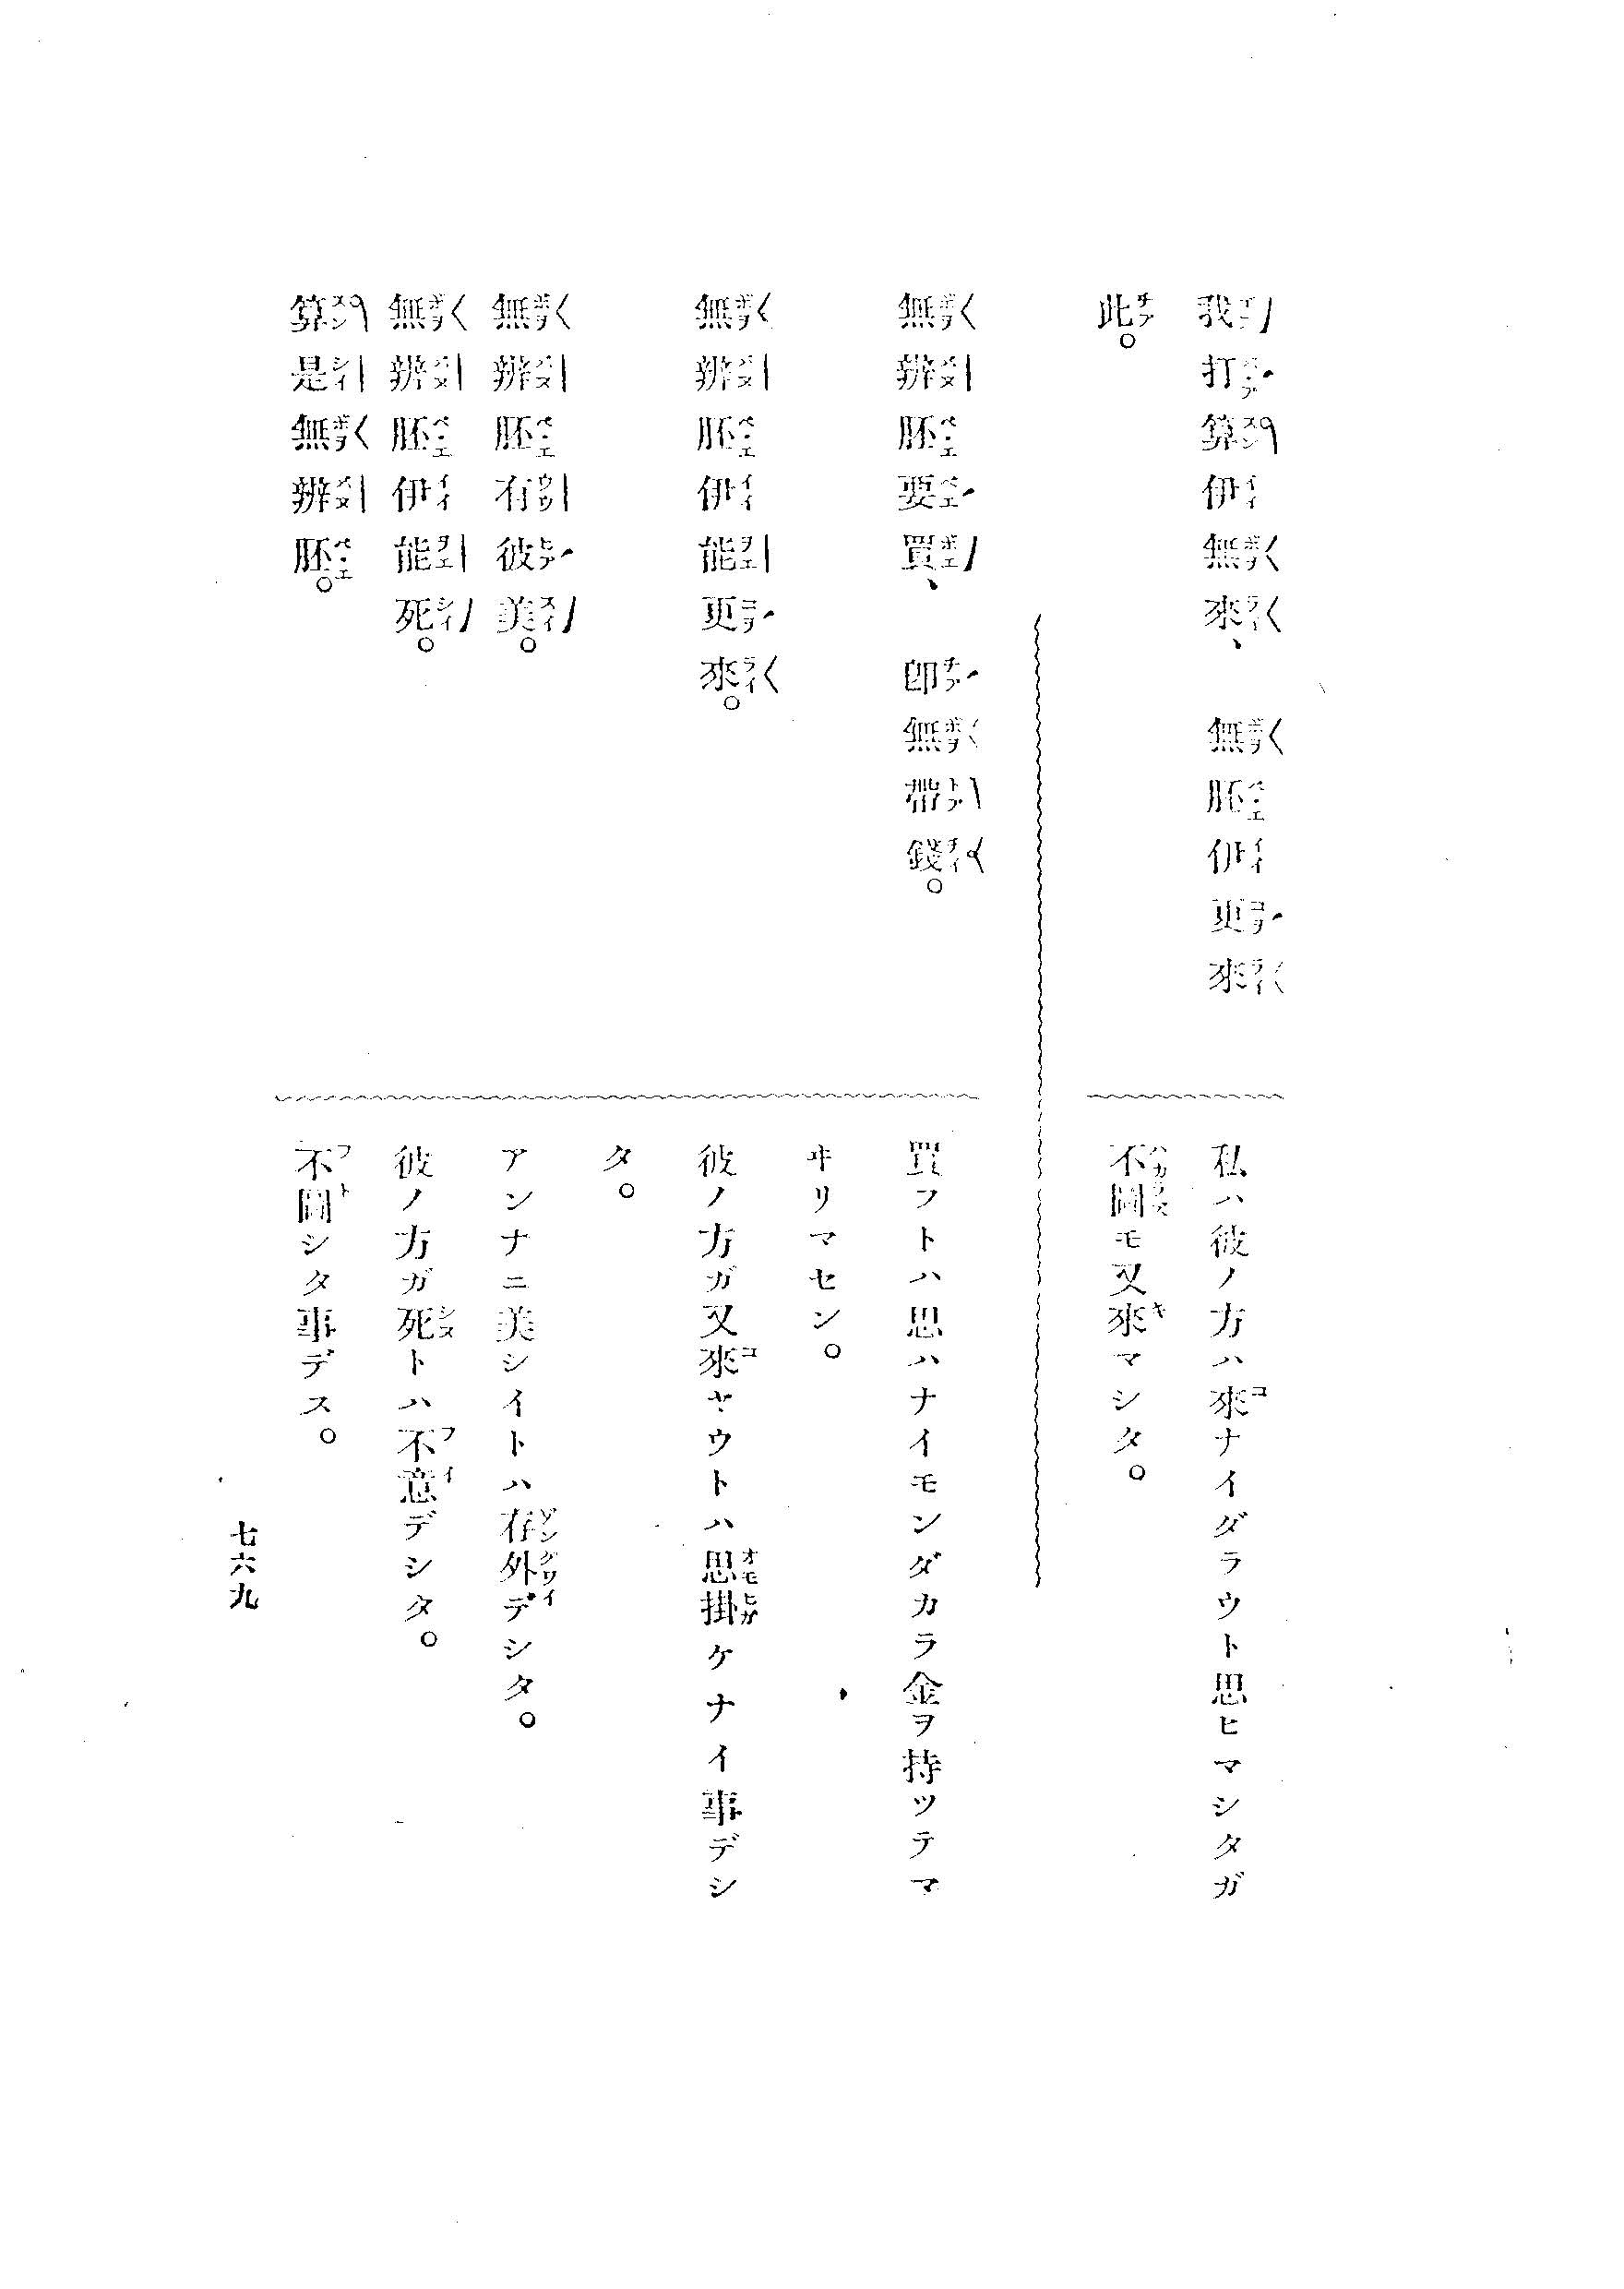 我打算伊無來、無胚伊更來
此。
私ハ彼ノ方ハ來ナイダラウト思ヒマシタガ
不圖モ又來マシタ。
無辨胚要買、卽無帶錢。
買フトハ思ハナイモンダカラ金ヲ持ツテマ
ヰリマセン。
無辨胚伊能更來。
彼ノ方ガ又來ヤウトハ思掛ケナイ事デシ
タ。
無辨胚有彼美。
アンナニ美シイトハ存外デシタ。
無辨胚伊能死。
彼ノ方ガ死トハ不意デシタ。
算是無辨胚。
不圖シタ事デス。
七六九